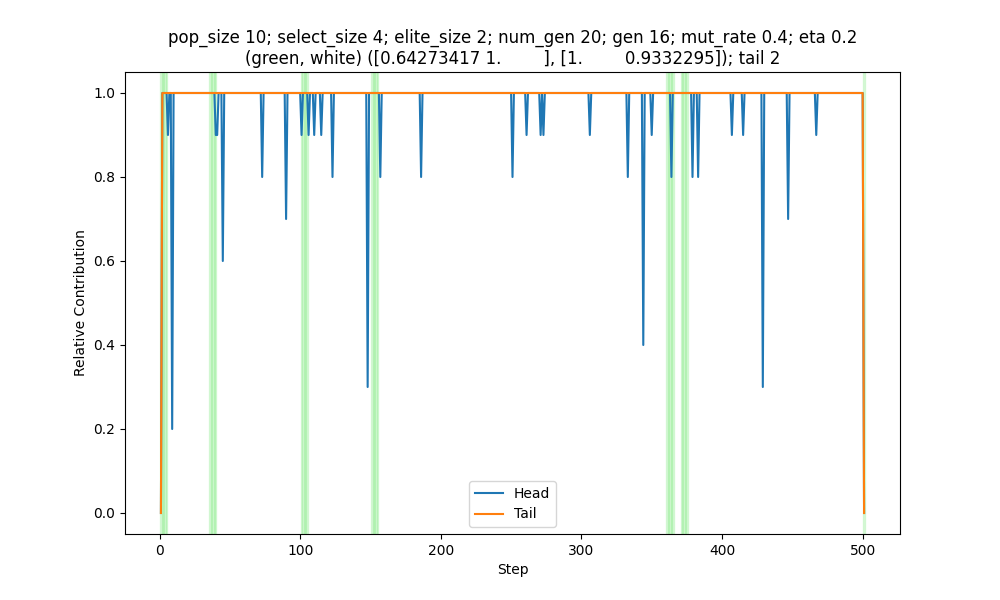 pop_size 10; select_size 4; elite_size 2; num_gen 20; gen 16; mut_rate 0.4; eta 0.2
(green, white) ([0.64273417 1.        ], [1.        0.9332295]); tail 2
Relative Contribution
1.0
0.8
0.6
0.4
0.2
0.0
Head
Tail
0 100 200 300 400 500
Step